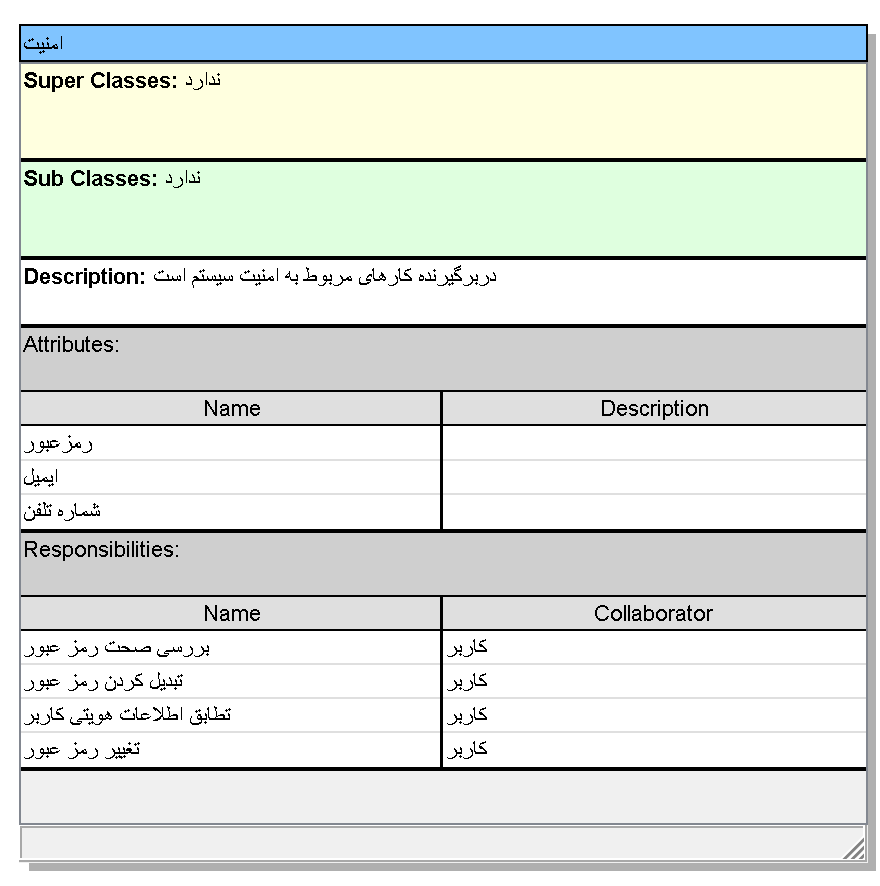 امنیت
Super Classes: ندارد
Sub Classes: ندارد
Description: دربرگیرنده کارهای مربوط به امنیت سیستم است
Attributes:
Name Description
رمزعبور
ایمیل
شماره تلفن
Responsibilities:
Name Collaborator
بررسی صحت رمز عبور کاربر
تبدیل کردن رمز عبور کاربر
تطابق اطلاعات هویتی کاربر کاربر
تغییر رمز عبور کاربر